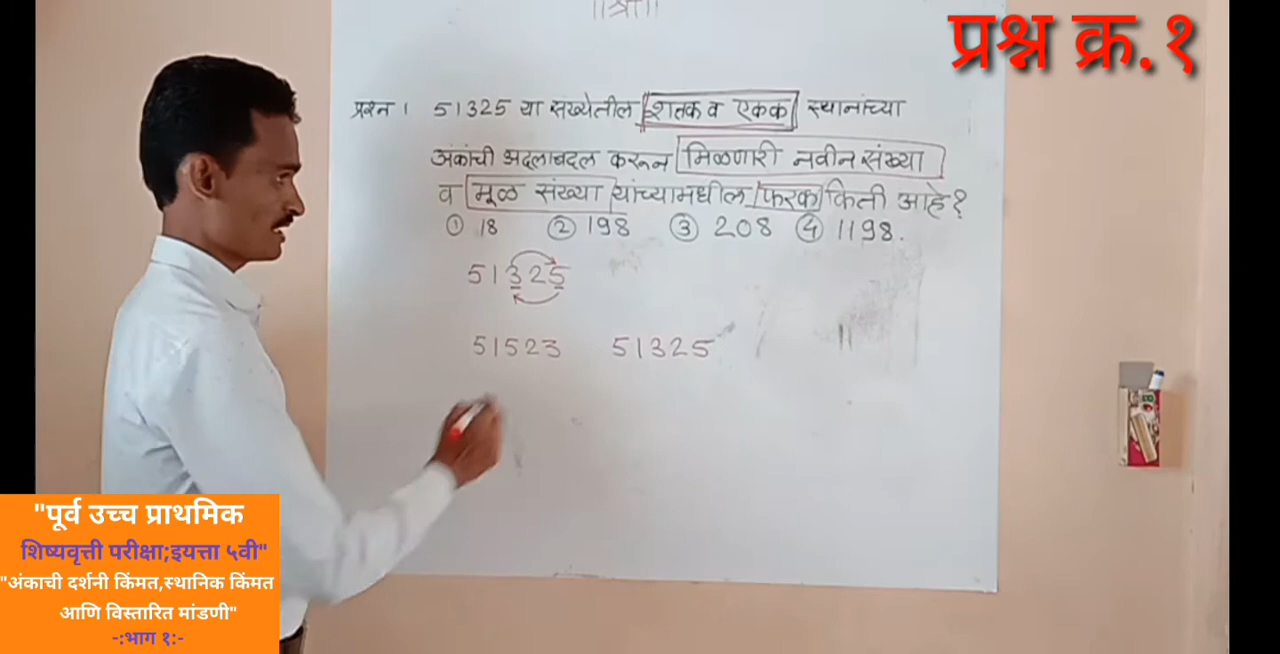 ॥श्री॥
प्रश्न क्र.१
प्रश्न १ 51325 या संख्येतील शतक व एकक स्थानांच्या
अंकांची अदलाबदल करून मिळणारी नवीन संख्या
व मूळ संख्या यांच्यामधील फरक किती आहे?
① 18 ② 198 ③ 208 ④ 1198.
51325
51523 51325
"पूर्व उच्च प्राथमिक
शिष्यवृत्ती परीक्षा;इयत्ता ५वी"
"अंकाची दर्शनी किंमत,स्थानिक किंमत
आणि विस्तारित मांडणी"
-:भाग १:-